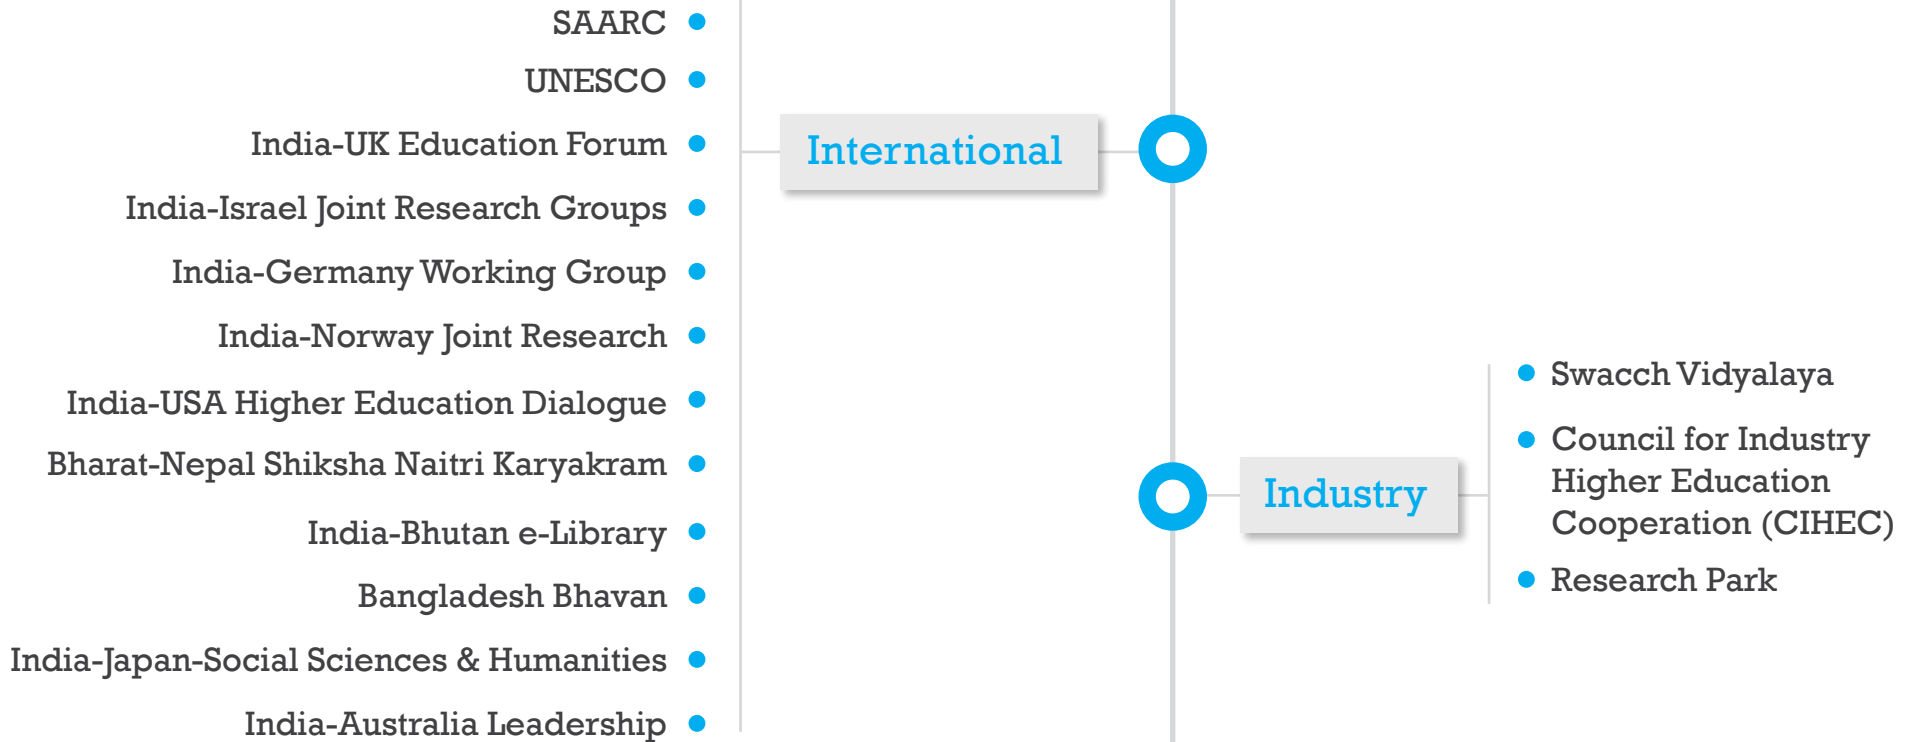 SAARC
UNESCO
India-UK Education Forum
India-Israel Joint Research Groups
India-Germany Working Group
India-Norway Joint Research
India-USA Higher Education Dialogue
Bharat-Nepal Shiksha Naitri Karyakram
India-Bhutan e-Library
Bangladesh Bhavan
India-Japan-Social Sciences & Humanities
India-Australia Leadership
International
Industry
Swacch Vidyalaya
Council for Industry
Higher Education
Cooperation (CIHEC)
Research Park